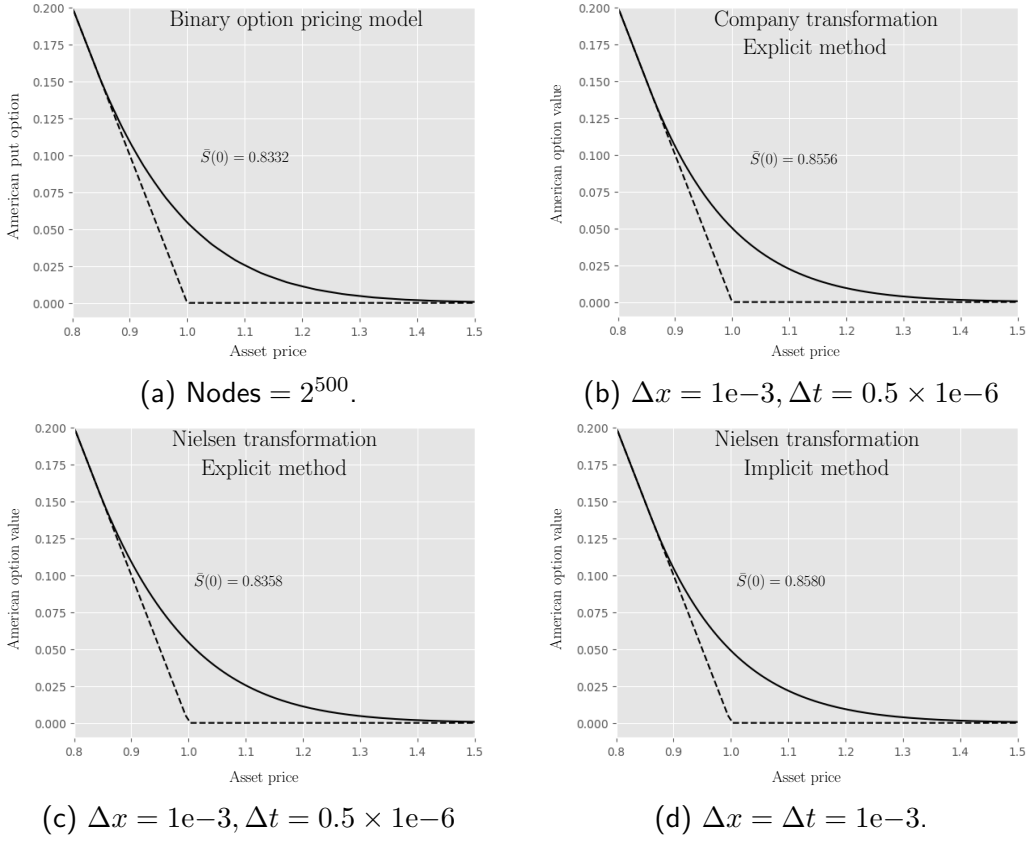 Binary option pricing model
American put option
0.200
0.175
0.150
0.125
0.100
0.075
0.050
0.025
0.000
S̄(0) = 0.8332
0.8 0.9 1.0 1.1 1.2 1.3 1.4 1.5
Asset price
(a) Nodes = 2^500.
Company transformation
Explicit method
American option value
0.200
0.175
0.150
0.125
0.100
0.075
0.050
0.025
0.000
S̄(0) = 0.8556
0.8 0.9 1.0 1.1 1.2 1.3 1.4 1.5
Asset price
(b) Δx = 1e−3, Δt = 0.5 × 1e−6
Nielsen transformation
Explicit method
American option value
0.200
0.175
0.150
0.125
0.100
0.075
0.050
0.025
0.000
S̄(0) = 0.8358
0.8 0.9 1.0 1.1 1.2 1.3 1.4 1.5
Asset price
(c) Δx = 1e−3, Δt = 0.5 × 1e−6
Nielsen transformation
Implicit method
American option value
0.200
0.175
0.150
0.125
0.100
0.075
0.050
0.025
0.000
S̄(0) = 0.8580
0.8 0.9 1.0 1.1 1.2 1.3 1.4 1.5
Asset price
(d) Δx = Δt = 1e−3.